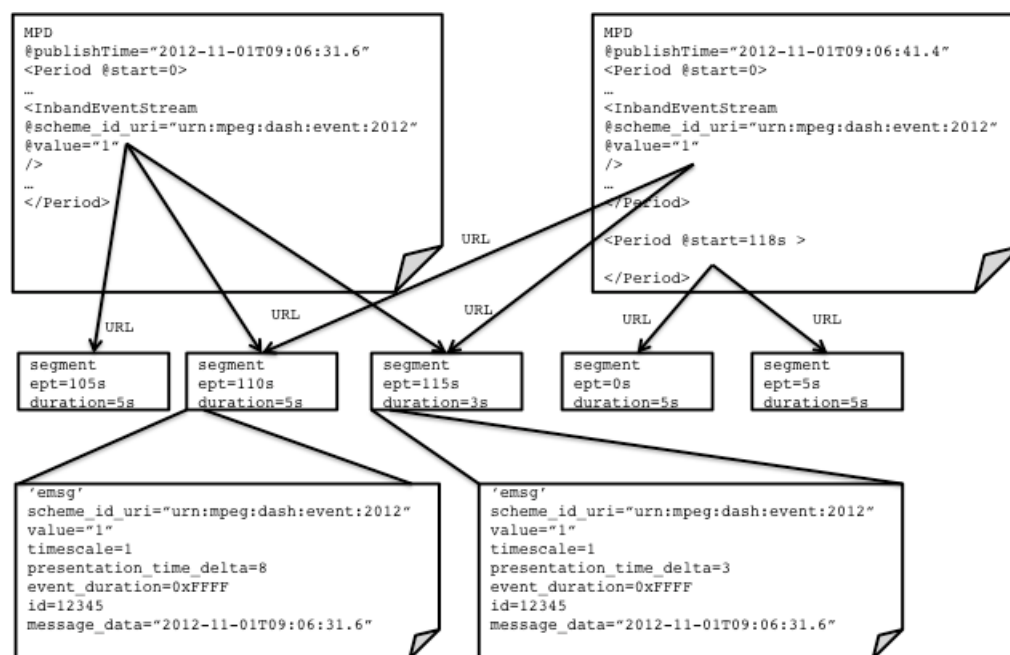 MPD
@publishTime=“2012-11-01T09:06:31.6”
<Period @start=0>
…
<InbandEventStream
@scheme_id_uri=“urn:mpeg:dash:event:2012”
@value=“1”
/>
…
</Period>
MPD
@publishTime=“2012-11-01T09:06:41.4”
<Period @start=0>
…
<InbandEventStream
@scheme_id_uri=“urn:mpeg:dash:event:2012”
@value=“1”
/>
…
</Period>
<Period @start=118s >
</Period>
URL
URL
URL
URL
URL
URL
segment
ept=105s
duration=5s
segment
ept=110s
duration=5s
segment
ept=115s
duration=3s
segment
ept=0s
duration=5s
segment
ept=5s
duration=5s
‘emsg’
scheme_id_uri=“urn:mpeg:dash:event:2012”
value=“1”
timescale=1
presentation_time_delta=8
event_duration=0xFFFF
id=12345
message_data=“2012-11-01T09:06:31.6”
‘emsg’
scheme_id_uri=“urn:mpeg:dash:event:2012”
value=“1”
timescale=1
presentation_time_delta=3
event_duration=0xFFFF
id=12345
message_data=“2012-11-01T09:06:31.6”